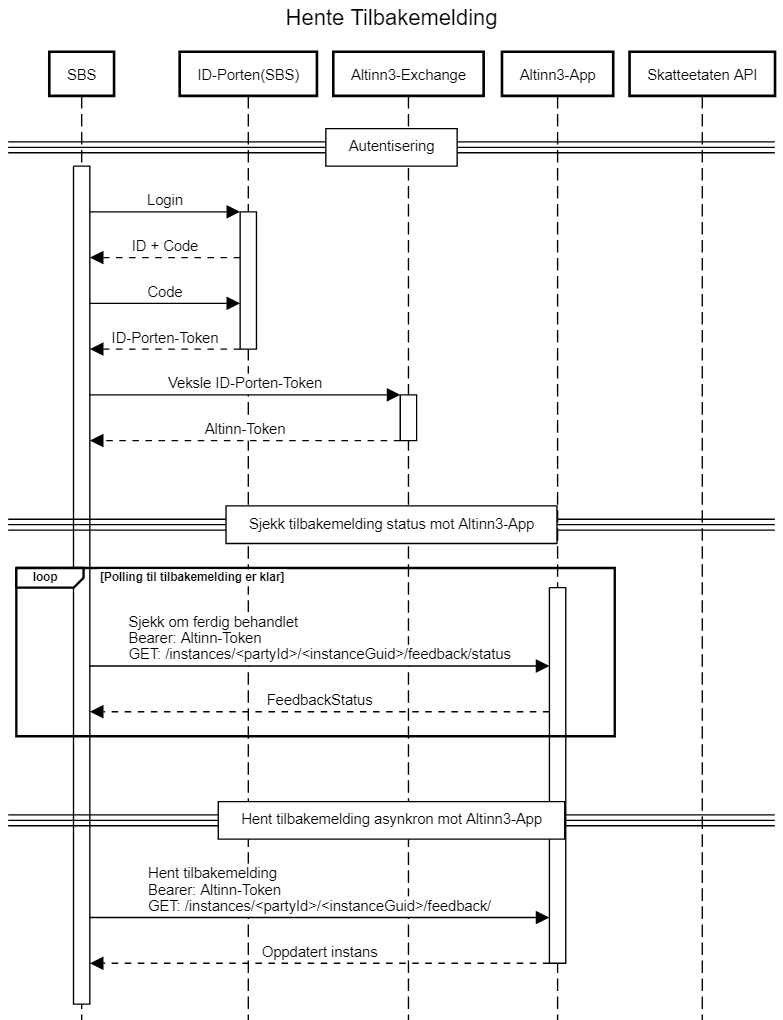 Hente Tilbakemelding
SBS
ID-Porten(SBS)
Altinn3-Exchange
Altinn3-App
Skatteetaten API
Autentisering
Login
ID + Code
Code
ID-Porten-Token
Veksle ID-Porten-Token
Altinn-Token
Sjekk tilbakemelding status mot Altinn3-App
loop
[Polling til tilbakemelding er klar]
Sjekk om ferdig behandlet
Bearer: Altinn-Token
GET: /instances/<partyId>/<instanceGuid>/feedback/status
FeedbackStatus
Hent tilbakemelding asynkron mot Altinn3-App
Hent tilbakemelding
Bearer: Altinn-Token
GET: /instances/<partyId>/<instanceGuid>/feedback/
Oppdatert instans